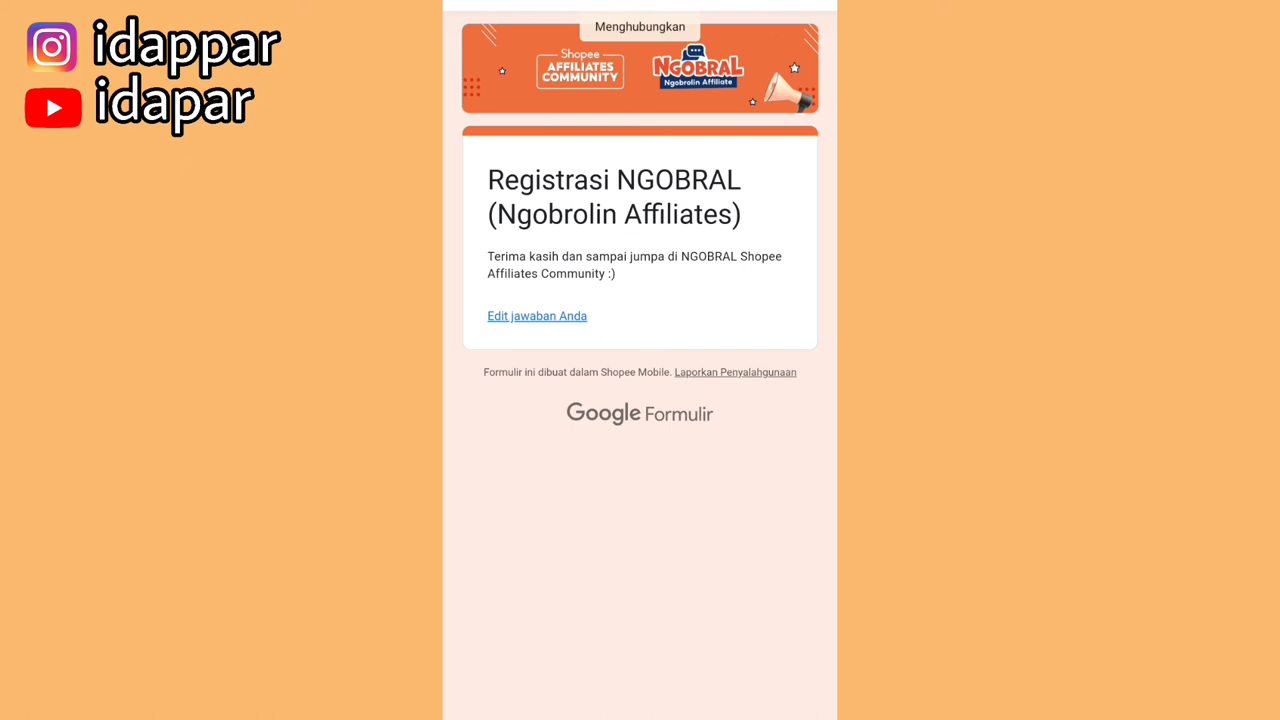 idappar
idapar
Menghubungkan
Shopee
AFFILIATES
COMMUNITY
NGOBRAL
Ngobrolin Affiliate
Registrasi NGOBRAL
(Ngobrolin Affiliates)
Terima kasih dan sampai jumpa di NGOBRAL Shopee
Affiliates Community :)
Edit jawaban Anda
Formulir ini dibuat dalam Shopee Mobile. Laporkan Penyalahgunaan
Google Formulir